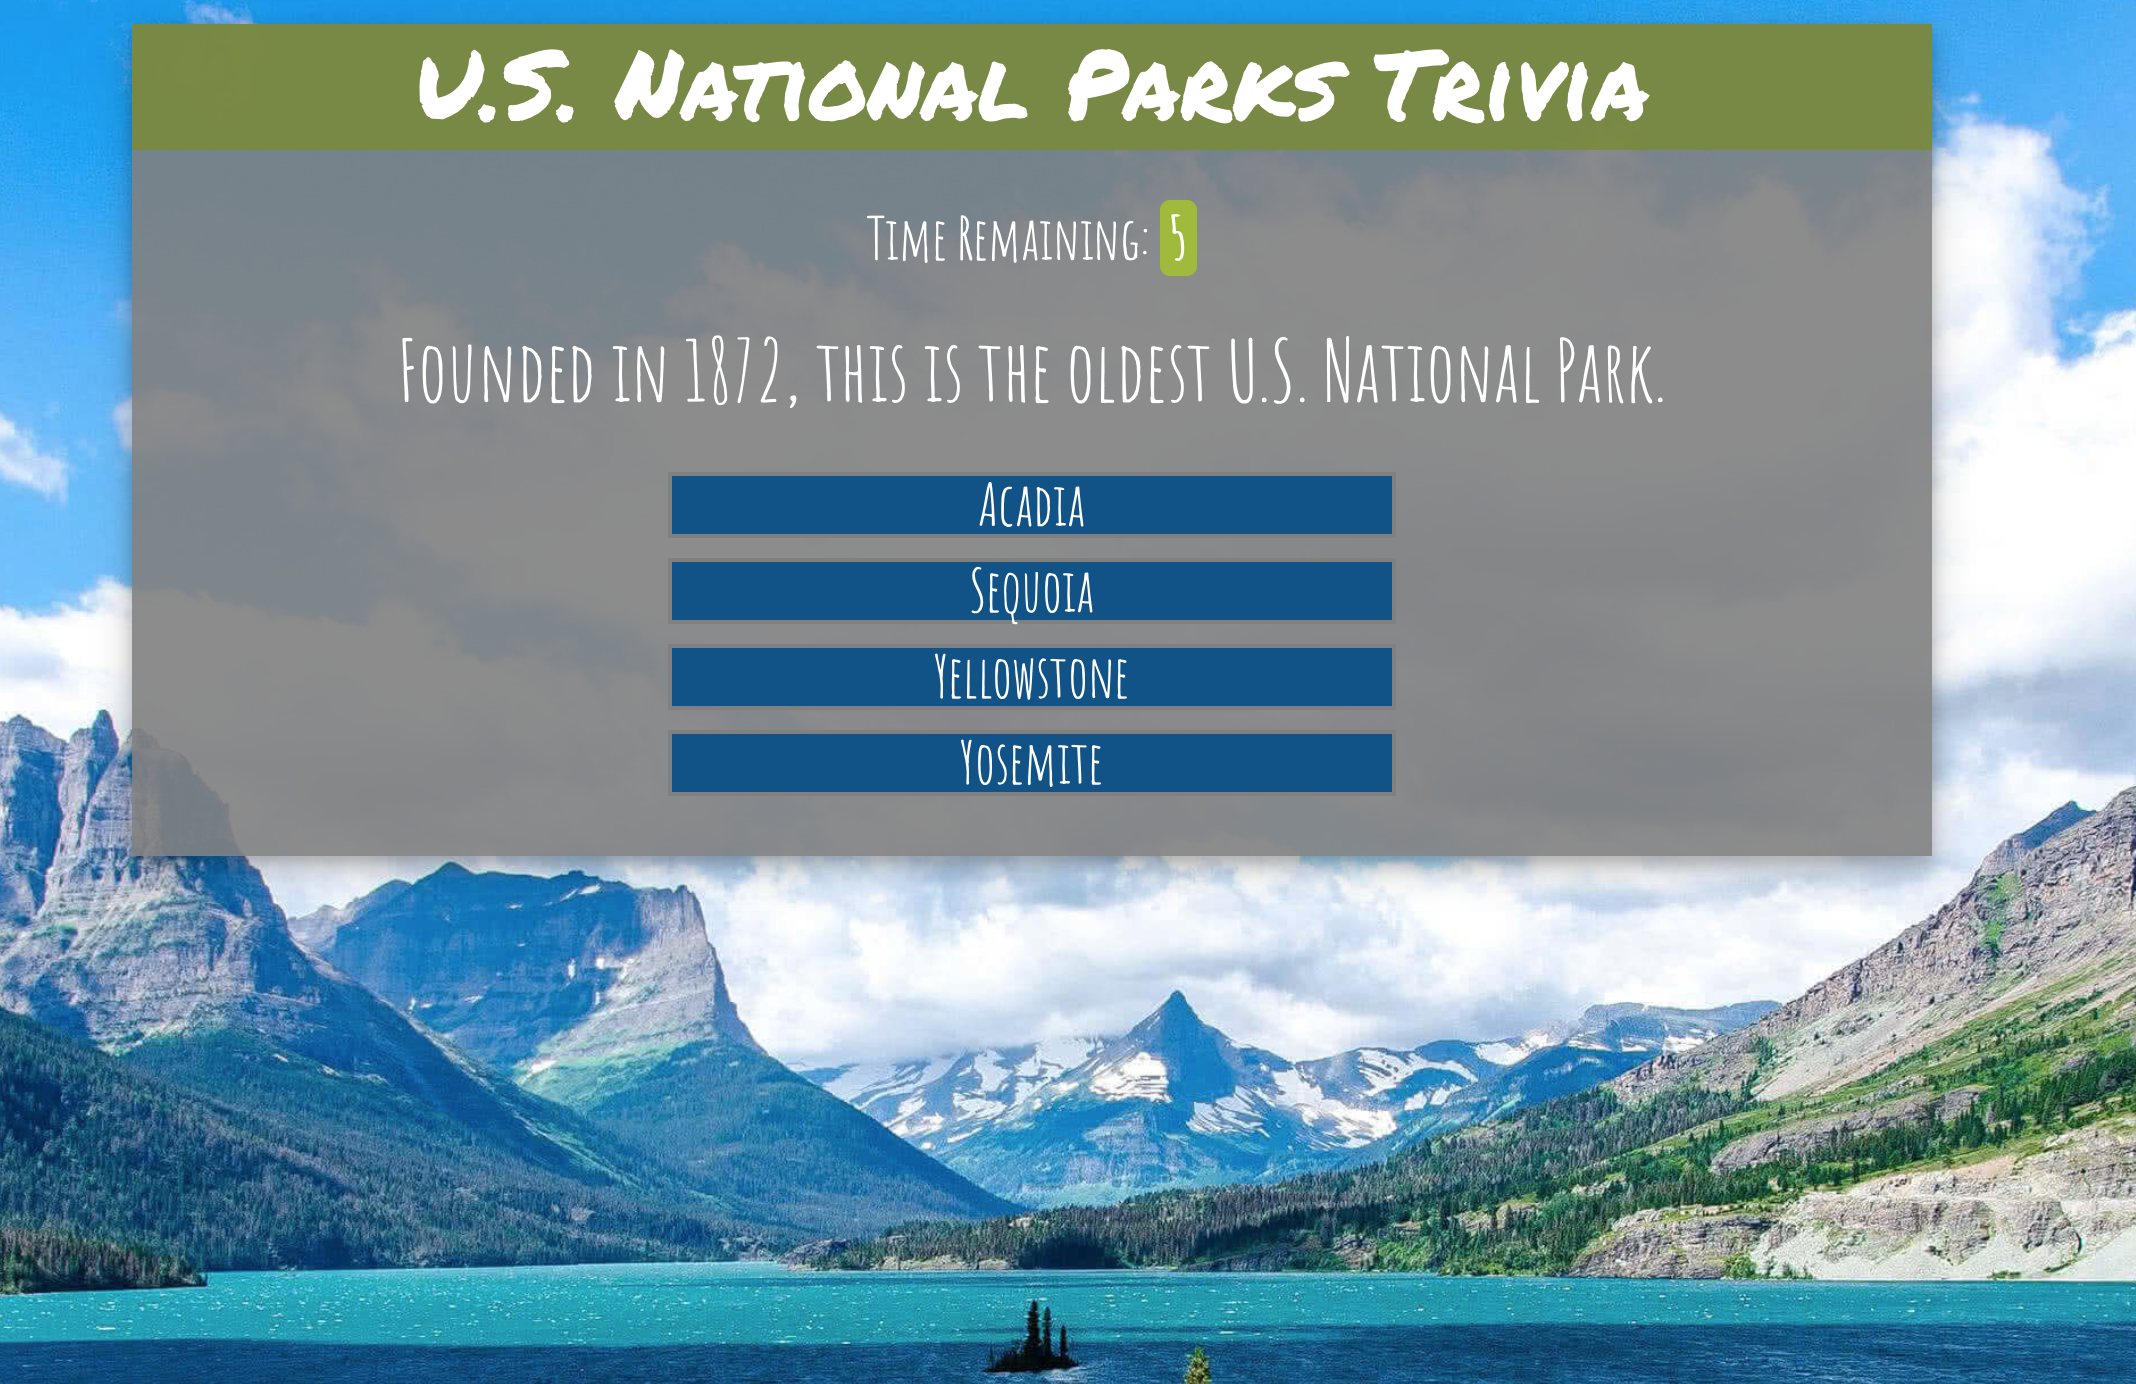 U.S. National Parks Trivia
Time Remaining: 5
Founded in 1872, this is the oldest U.S. National Park.
Acadia
Sequoia
Yellowstone
Yosemite